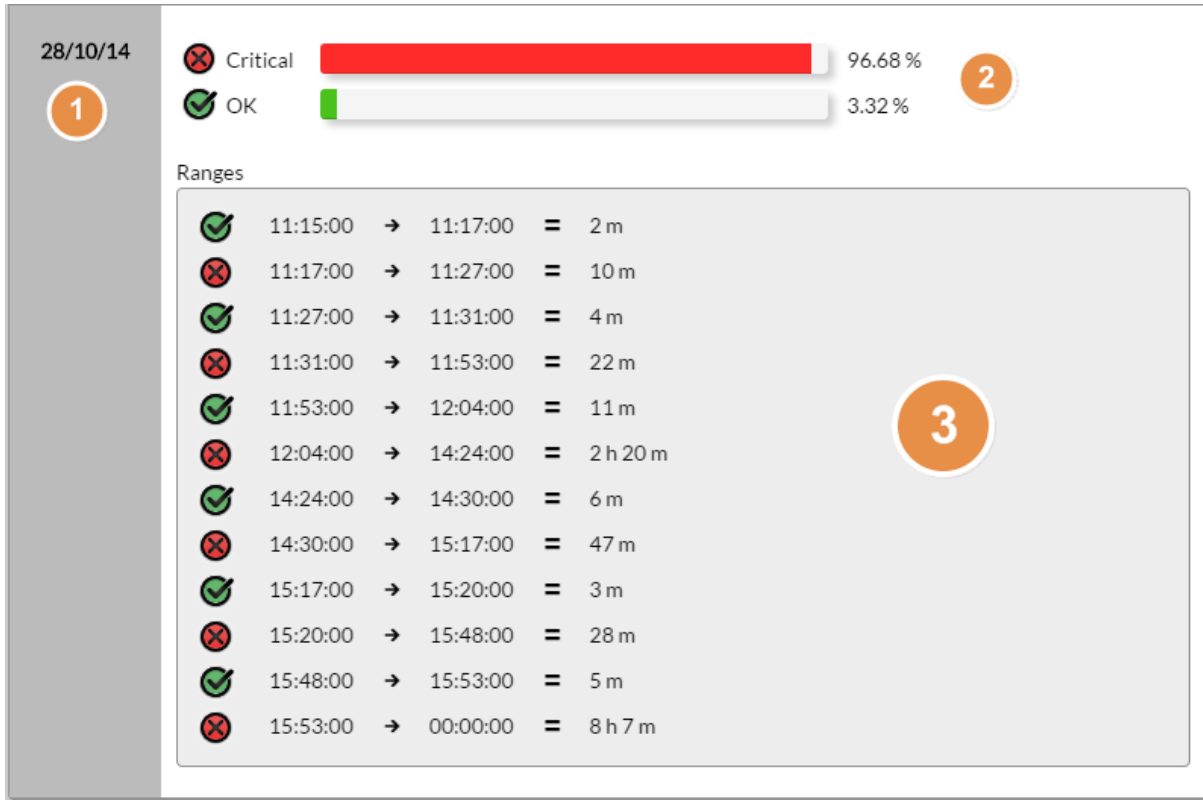 28/10/14
1
Critical 96.68 %
2
OK 3.32 %
Ranges
11:15:00 → 11:17:00 = 2 m
11:17:00 → 11:27:00 = 10 m
11:27:00 → 11:31:00 = 4 m
11:31:00 → 11:53:00 = 22 m
11:53:00 → 12:04:00 = 11 m
3
12:04:00 → 14:24:00 = 2 h 20 m
14:24:00 → 14:30:00 = 6 m
14:30:00 → 15:17:00 = 47 m
15:17:00 → 15:20:00 = 3 m
15:20:00 → 15:48:00 = 28 m
15:48:00 → 15:53:00 = 5 m
15:53:00 → 00:00:00 = 8 h 7 m